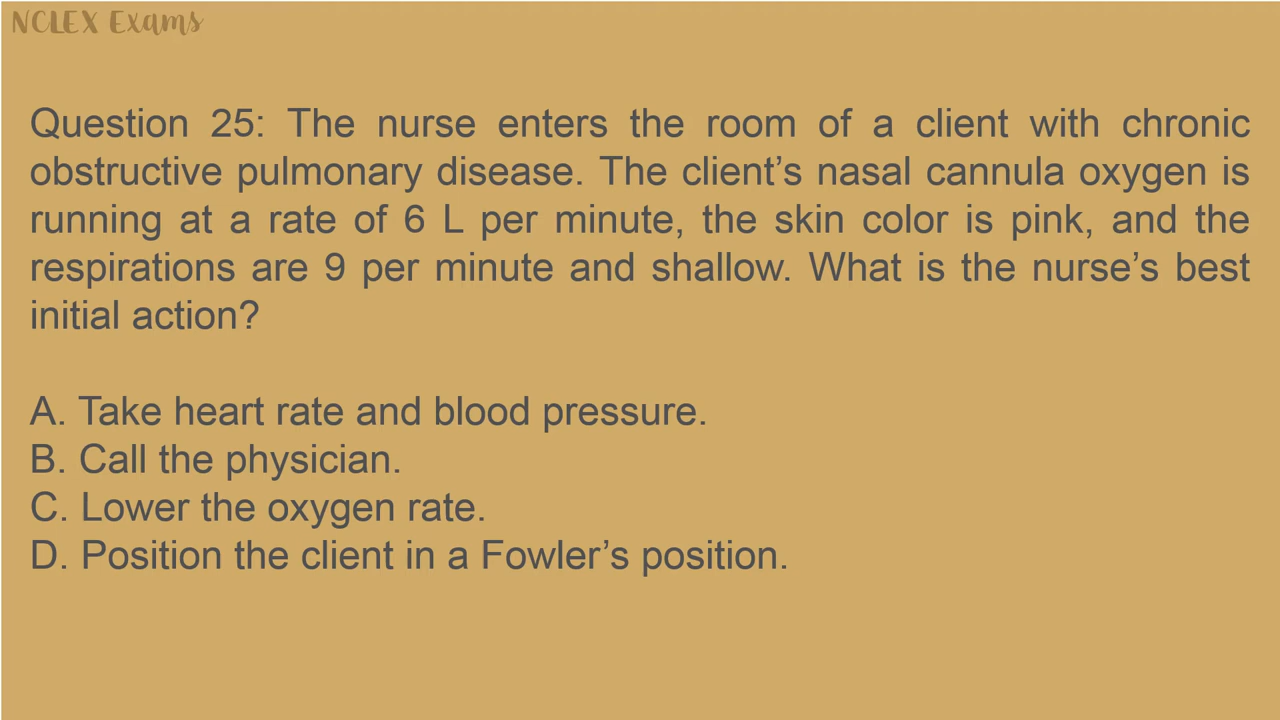 NCLEX Exams
Question 25: The nurse enters the room of a client with chronic
obstructive pulmonary disease. The client’s nasal cannula oxygen is
running at a rate of 6 L per minute, the skin color is pink, and the
respirations are 9 per minute and shallow. What is the nurse’s best
initial action?
A. Take heart rate and blood pressure.
B. Call the physician.
C. Lower the oxygen rate.
D. Position the client in a Fowler’s position.